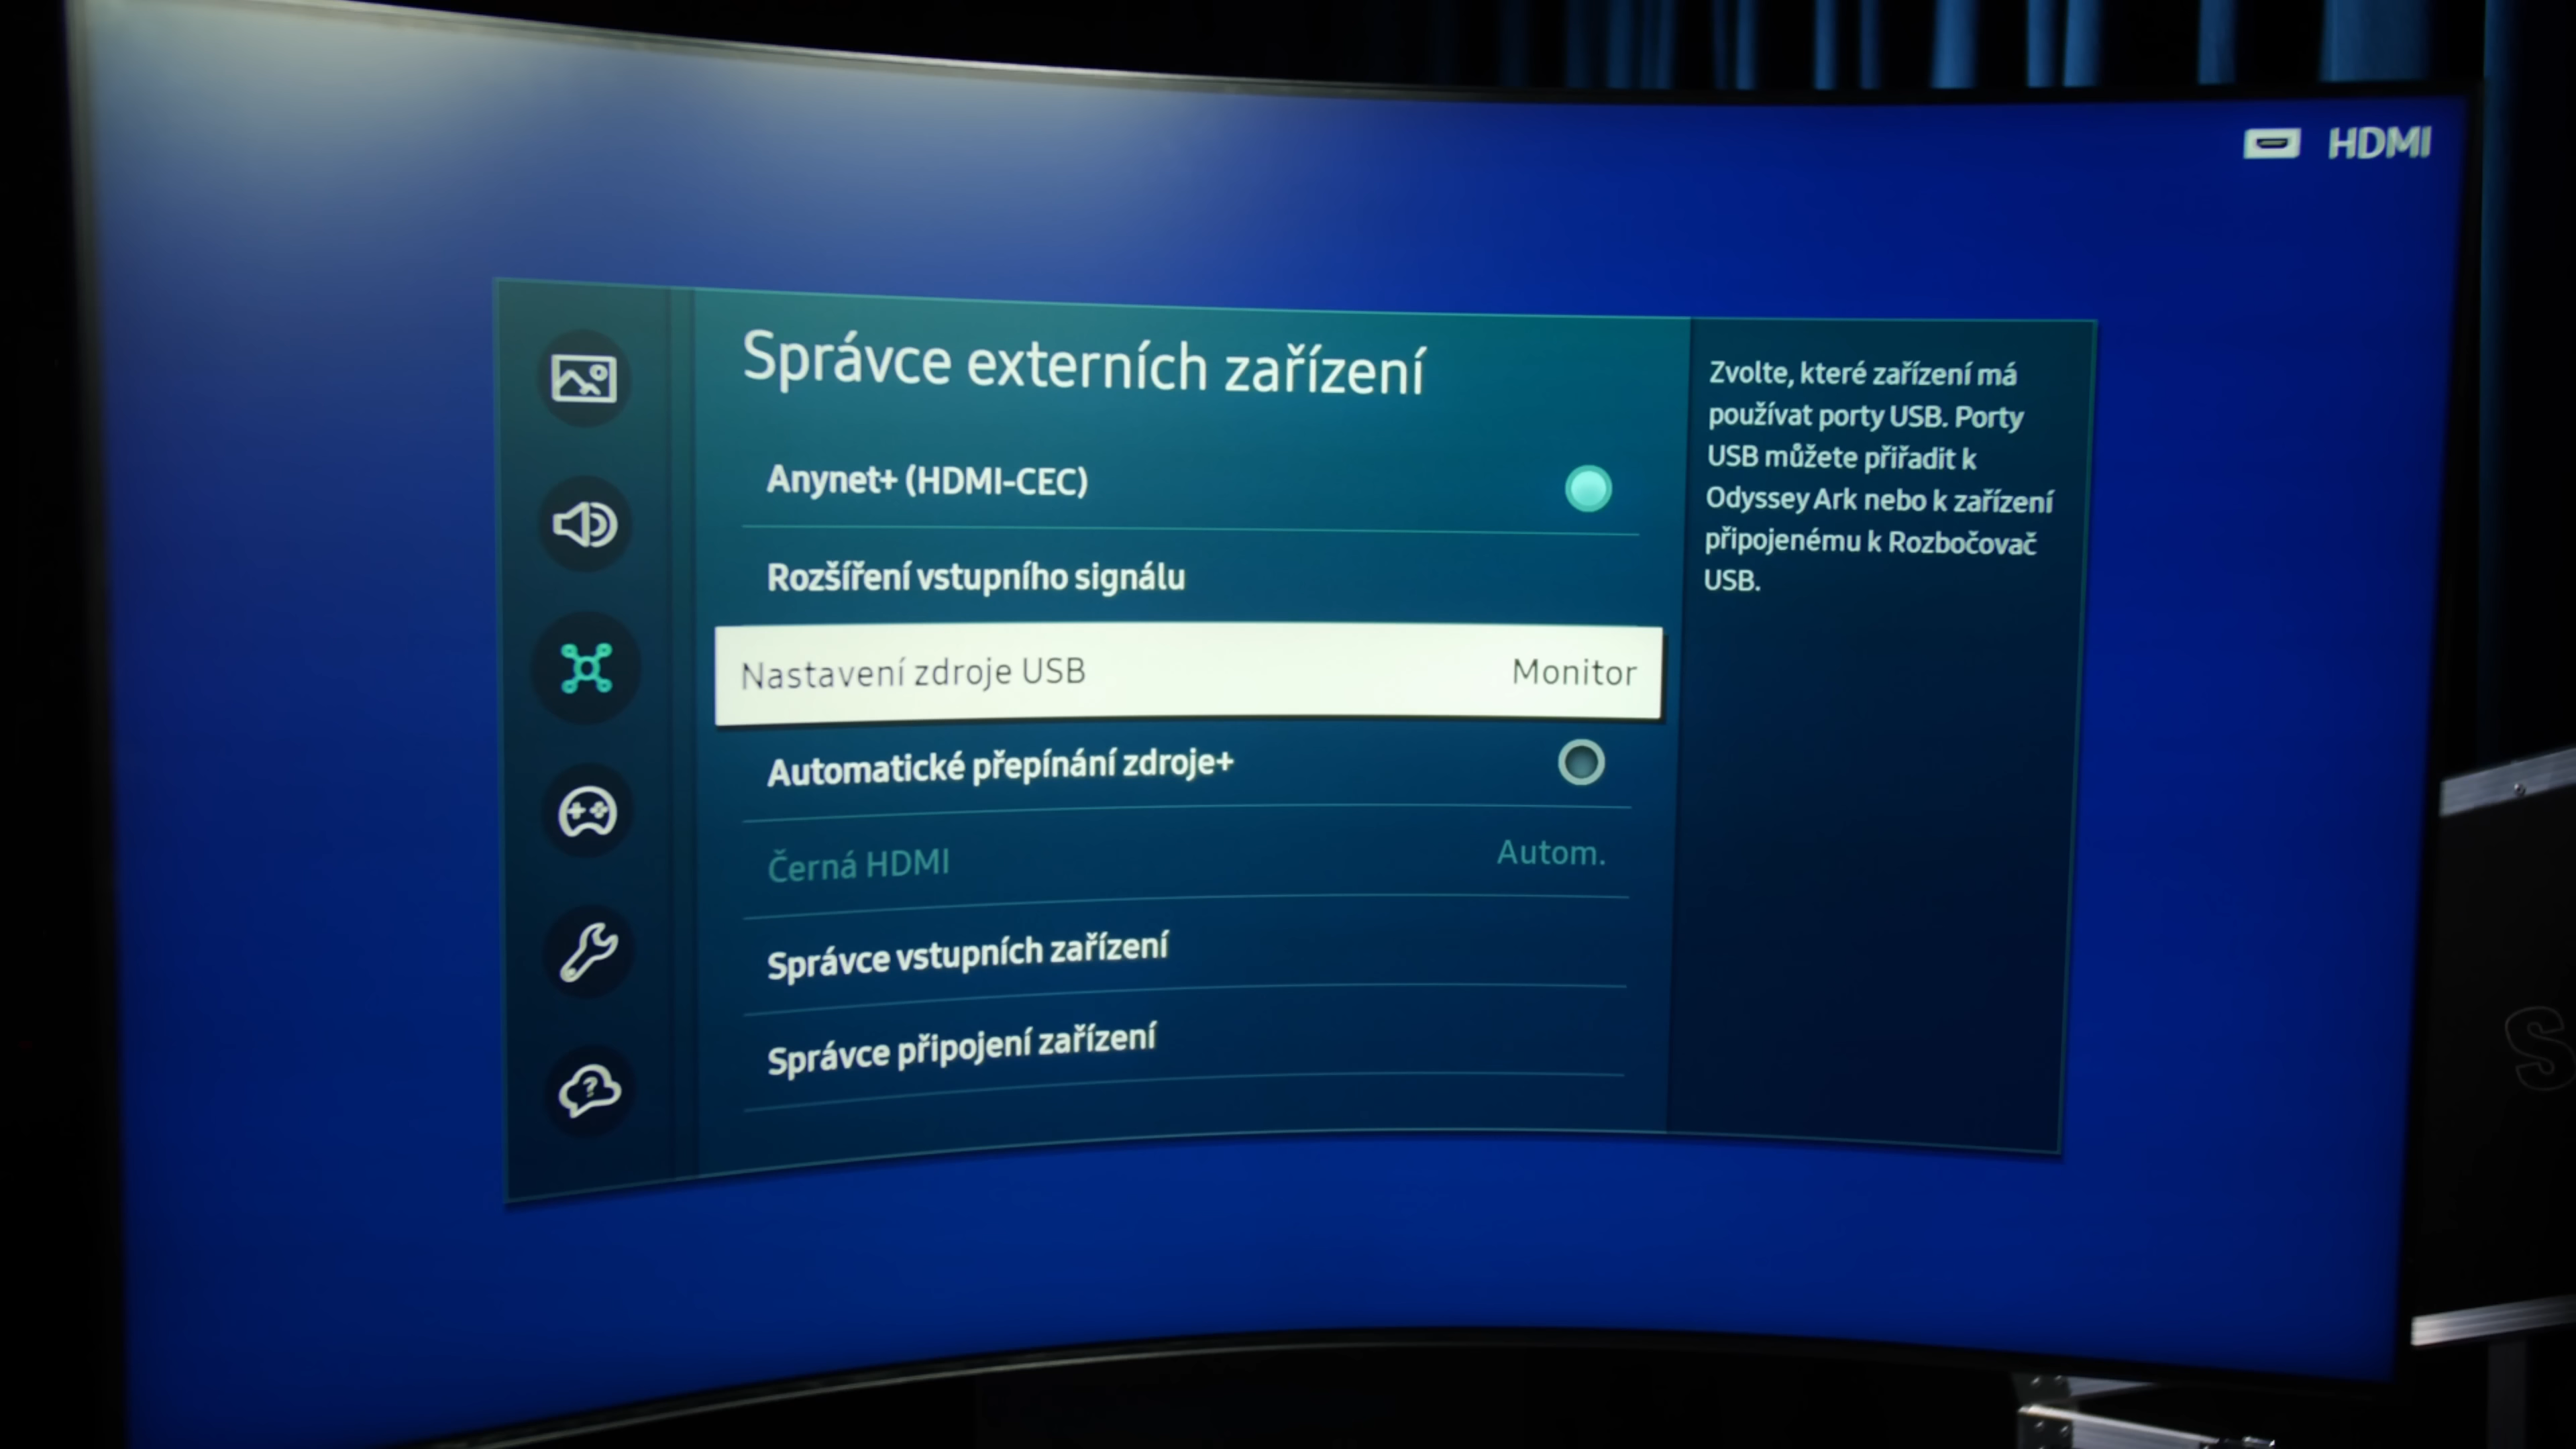 HDMI
Správce externích zařízení
Anynet+ (HDMI-CEC)
Rozšíření vstupního signálu
Nastavení zdroje USB Monitor
Automatické přepínání zdroje+
Černá HDMI Autom.
Správce vstupních zařízení
Správce připojení zařízení
Zvolte, které zařízení má
používat porty USB. Porty
USB můžete přiřadit k
Odyssey Ark nebo k zařízení
připojenému k Rozbočovač
USB.
S